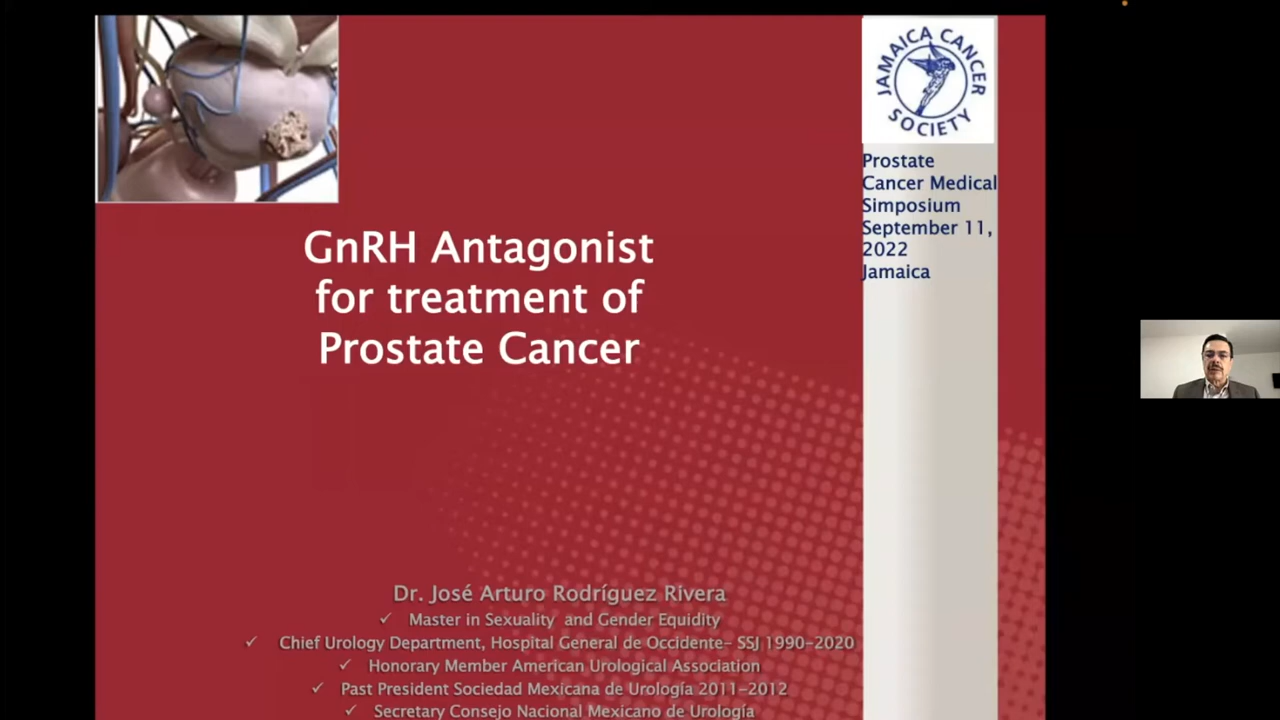 JAMAICA CANCER
SOCIETY
Prostate
Cancer Medical
Simposium
September 11,
2022
Jamaica
GnRH Antagonist
for treatment of
Prostate Cancer
Dr. José Arturo Rodríguez Rivera
✓ Master in Sexuality and Gender Equidity
✓ Chief Urology Department, Hospital General de Occidente- SSJ 1990-2020
✓ Honorary Member American Urological Association
✓ Past President Sociedad Mexicana de Urología 2011-2012
✓ Secretary Consejo Nacional Mexicano de Urología